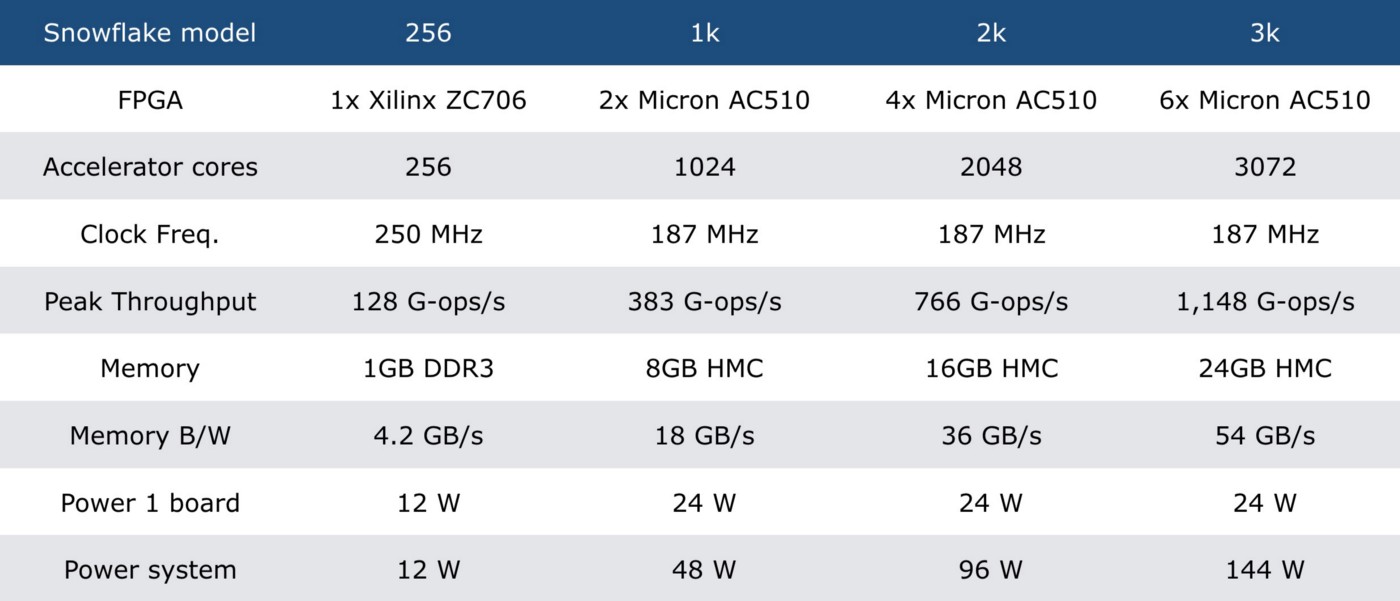 Snowflake model 256 1k 2k 3k
FPGA 1x Xilinx ZC706 2x Micron AC510 4x Micron AC510 6x Micron AC510
Accelerator cores 256 1024 2048 3072
Clock Freq. 250 MHz 187 MHz 187 MHz 187 MHz
Peak Throughput 128 G-ops/s 383 G-ops/s 766 G-ops/s 1,148 G-ops/s
Memory 1GB DDR3 8GB HMC 16GB HMC 24GB HMC
Memory B/W 4.2 GB/s 18 GB/s 36 GB/s 54 GB/s
Power 1 board 12 W 24 W 24 W 24 W
Power system 12 W 48 W 96 W 144 W